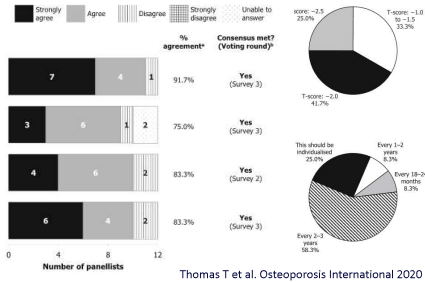 Strongly agree
Agree
Disagree
Strongly disagree
Unable to answer
% agreementᵃ
Consensus met? (Voting round)ᵇ
7 4 1
91.7%
Yes
(Survey 3)
3 6 1 2
75.0%
Yes
(Survey 3)
4 6 2
83.3%
Yes
(Survey 2)
6 4 2
83.3%
Yes
(Survey 3)
0 4 8 12
Number of panellists
score: −2.5
25.0%
T-score: −1.0
to −1.5
33.3%
T-score: −2.0
41.7%
This should be
individualised
25.0%
Every 1–2
years
8.3%
Every 18–2
months
8.3%
Every 2–3
years
58.3%
Thomas T et al. Osteoporosis International 2020